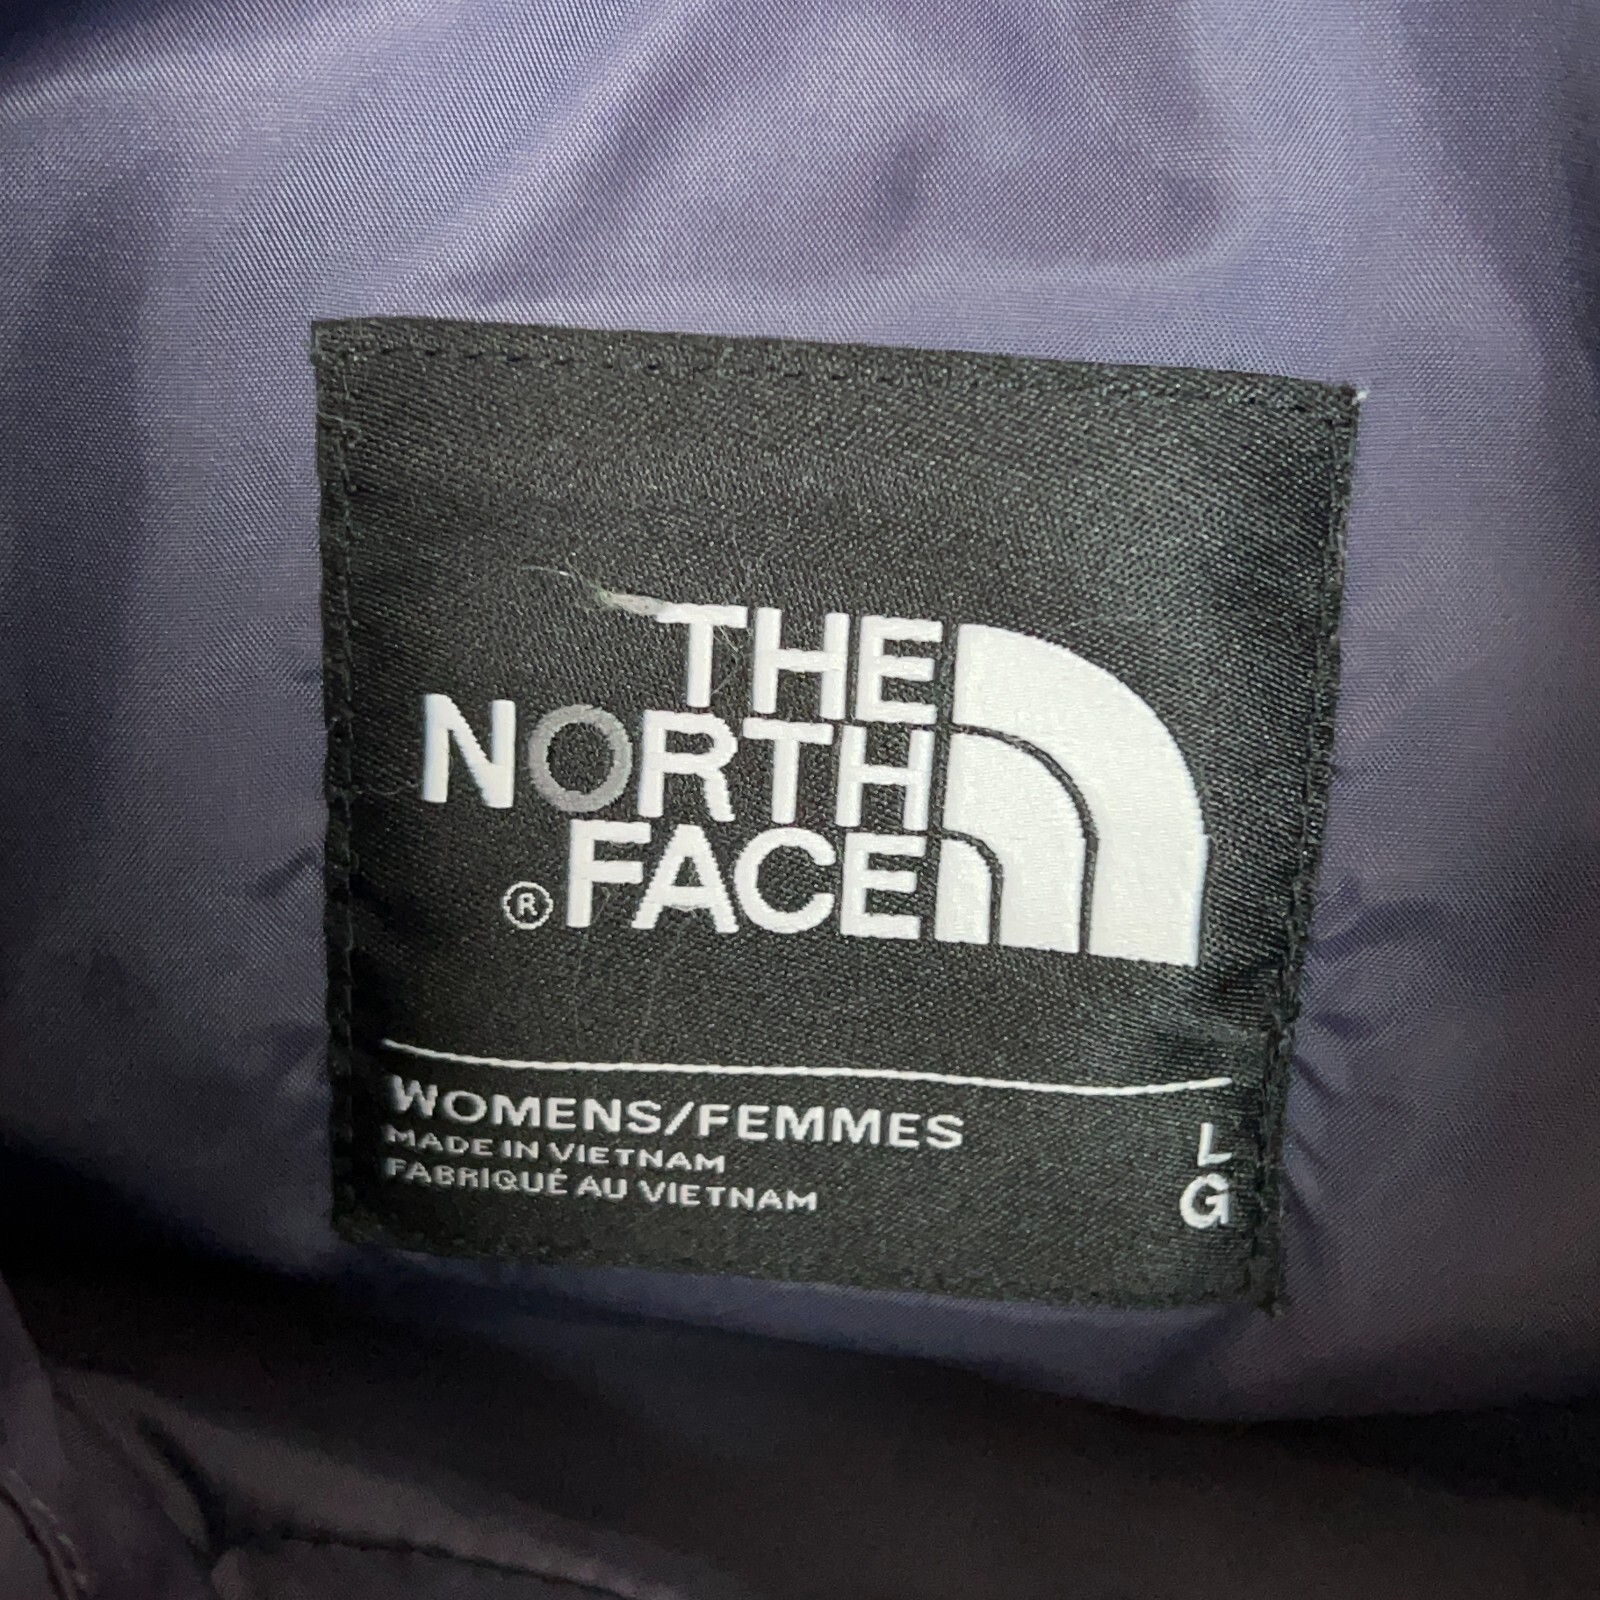 THE
NORTH
® FACE
WOMENS/FEMMES
MADE IN VIETNAM
FABRIQUÉ AU VIETNAM
L
G